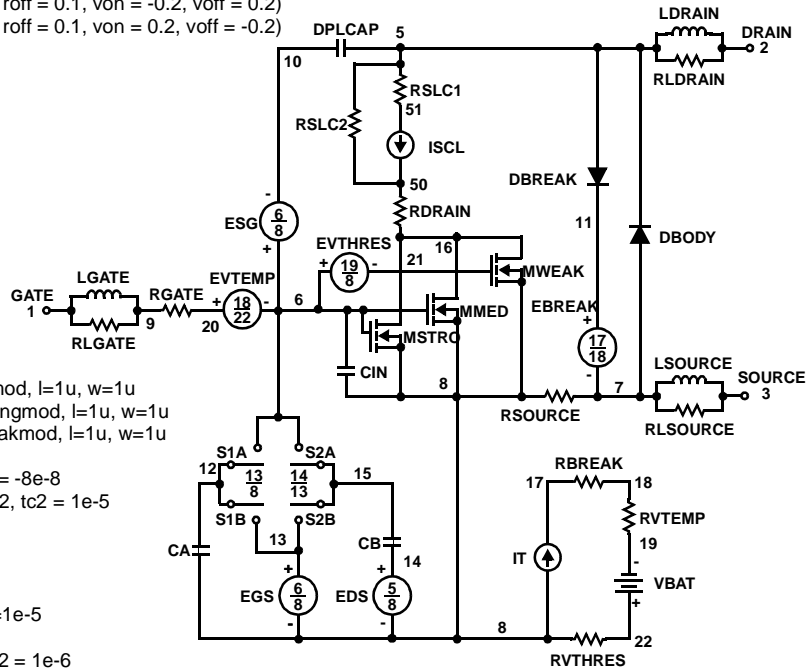 roff = 0.1, von = -0.2, voff = 0.2)
roff = 0.1, von = 0.2, voff = -0.2)
LDRAIN
DPLCAP
5
DRAIN
2
10
RLDRAIN
RSLC1
51
RSLC2
ISCL
50
DBREAK
-
RDRAIN
ESG
6
8
+
11
DBODY
EVTHRES
16
+
19
8
-
21
MWEAK
LGATE
EVTEMP
GATE
1
RGATE
+
18
22
-
6
EBREAK
9
20
MMED
+
RLGATE
MSTRO
17
18
CIN
-
LSOURCE
SOURCE
3
8
7
RSOURCE
RLSOURCE
mod, l=1u, w=1u
ngmod, l=1u, w=1u
akmod, l=1u, w=1u
= -8e-8
2, tc2 = 1e-5
S1A
S2A
12
13
8
14
13
15
S1B
S2B
13
CA
CB
14
+
+
EGS
6
8
EDS
5
8
-
-
RBREAK
17
18
RVTEMP
19
IT
-
VBAT
+
8
22
RVTHRES
=1e-5
2 = 1e-6